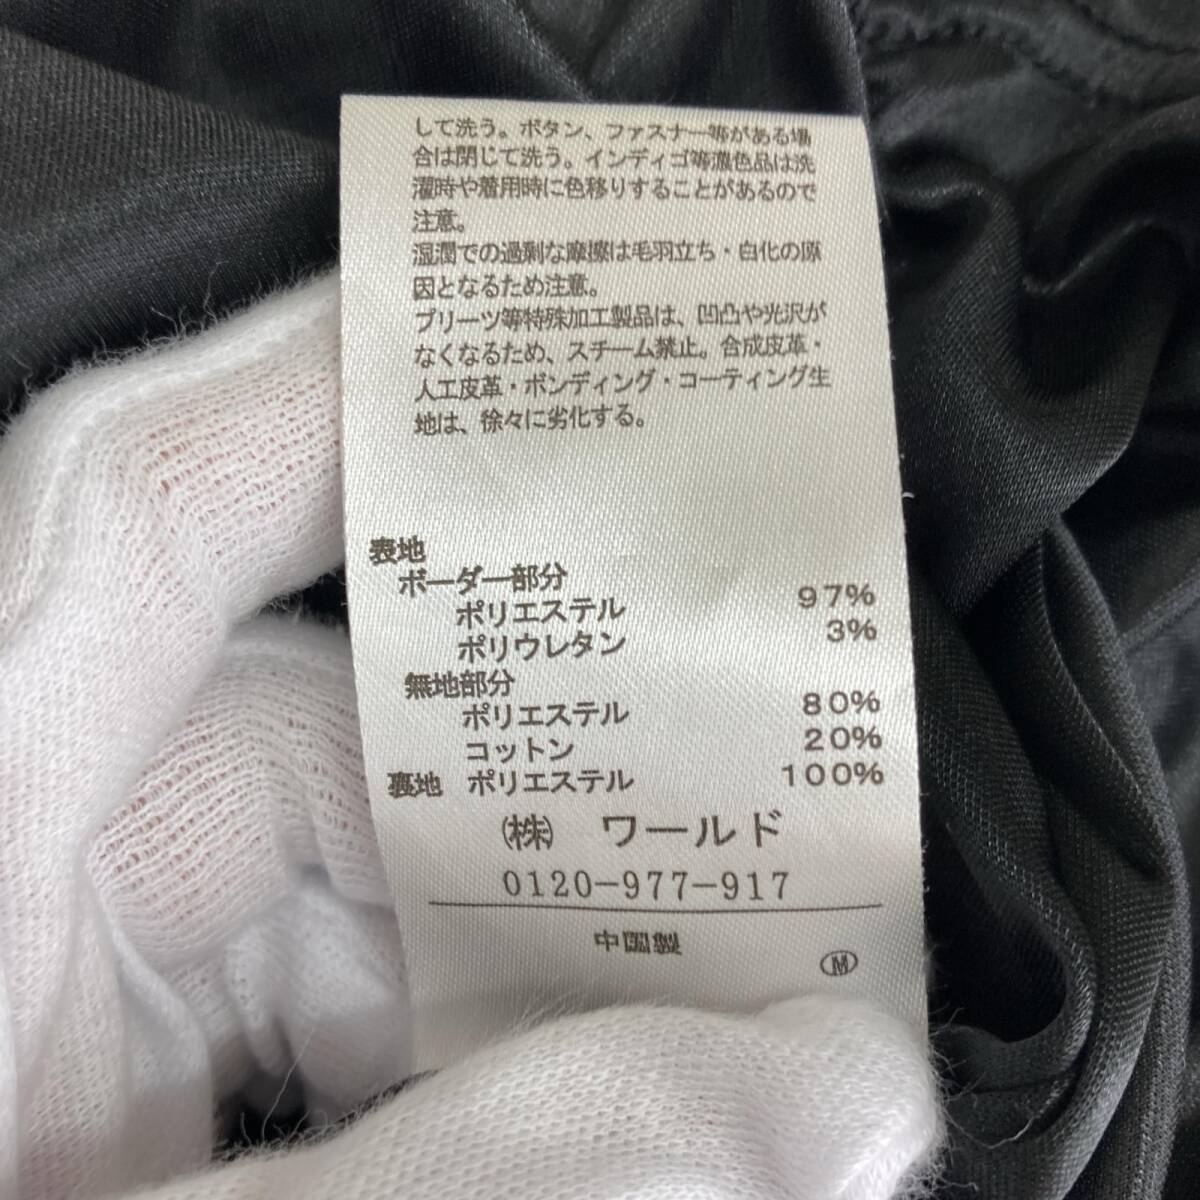 して洗う。ボタン、ファスナー等がある場
合は閉じて洗う。インディゴ等濃色品は洗
濯時や着用時に色移りすることがあるので
注意。
湿潤での過剰な摩擦は毛羽立ち・白化の原
因となるため注意。
プリーツ等特殊加工製品は、凹凸や光沢が
なくなるため、スチーム禁止。合成皮革・
人工皮革・ボンディング・コーティング生
地は、徐々に劣化する。
表地
ボーダー部分
ポリエステル 97%
ポリウレタン 3%
無地部分
ポリエステル 80%
コットン 20%
裏地 ポリエステル 100%
㈱ ワールド
0120-977-917
中国製
Ⓜ